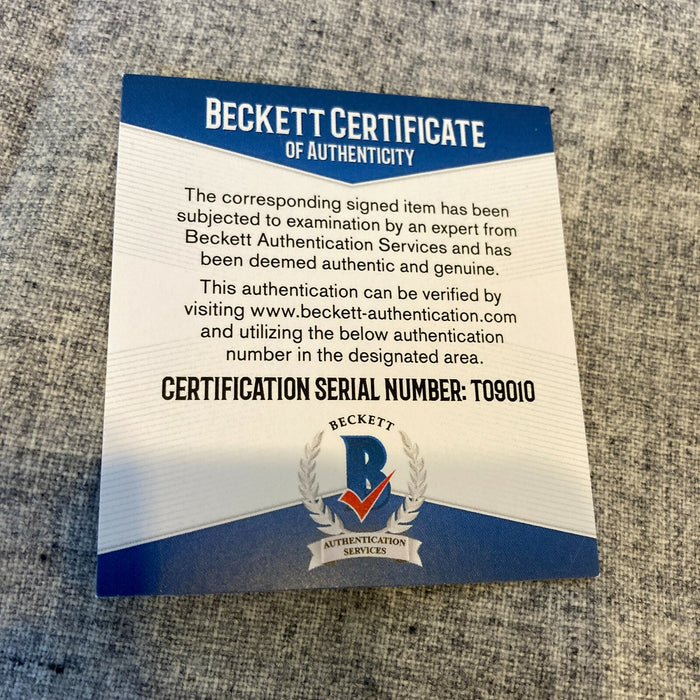 BECKETT CERTIFICATE
OF AUTHENTICITY
The corresponding signed item has been
subjected to examination by an expert from
Beckett Authentication Services and has
been deemed authentic and genuine.
This authentication can be verified by
visiting www.beckett-authentication.com
and utilizing the below authentication
number in the designated area.
CERTIFICATION SERIAL NUMBER: T09010
BECKETT
B
AUTHENTICATION
SERVICES